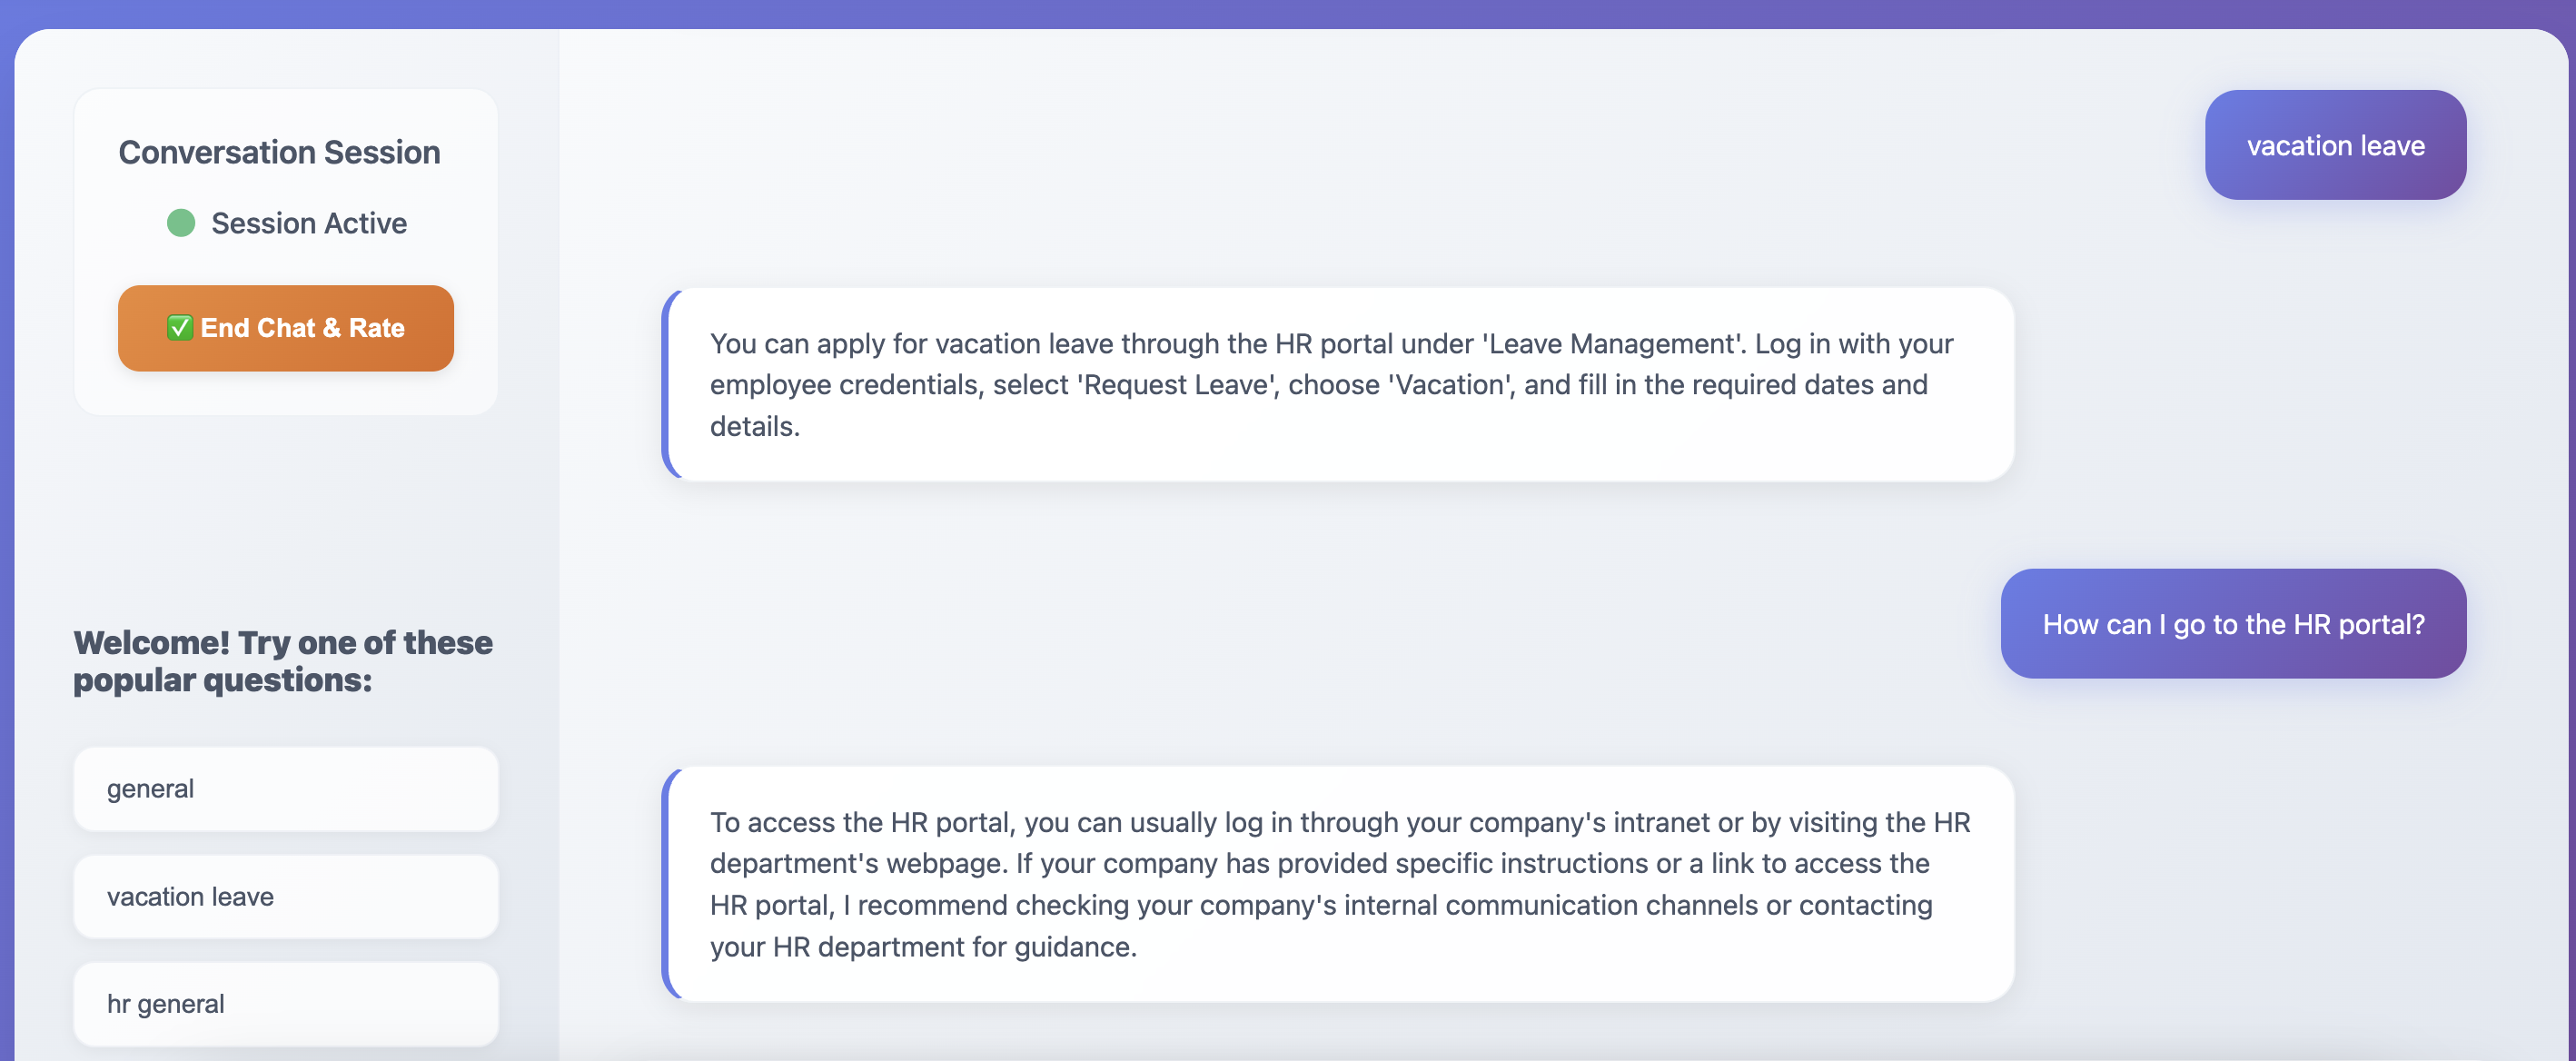 Conversation Session
Session Active
✅ End Chat & Rate
Welcome! Try one of these
popular questions:
general
vacation leave
hr general
vacation leave
You can apply for vacation leave through the HR portal under 'Leave Management'. Log in with your
employee credentials, select 'Request Leave', choose 'Vacation', and fill in the required dates and
details.
How can I go to the HR portal?
To access the HR portal, you can usually log in through your company's intranet or by visiting the HR
department's webpage. If your company has provided specific instructions or a link to access the
HR portal, I recommend checking your company's internal communication channels or contacting
your HR department for guidance.